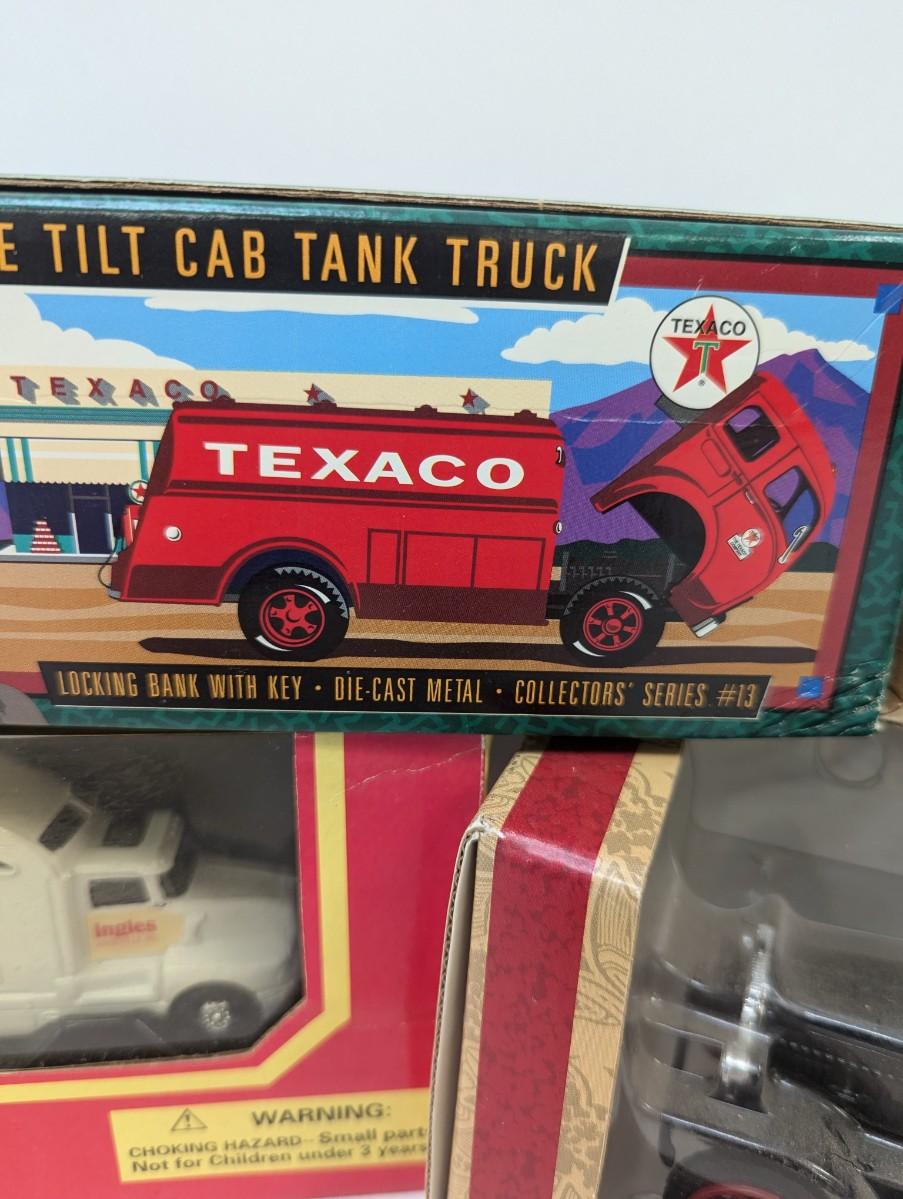 E TILT CAB TANK TRUCK
TEXACO
T
®
TEXACO
TEXACO
LOCKING BANK WITH KEY • DIE-CAST METAL • COLLECTORS' SERIES #13
ingles
WARNING:
CHOKING HAZARD--Small part
Not for Children under 3 years